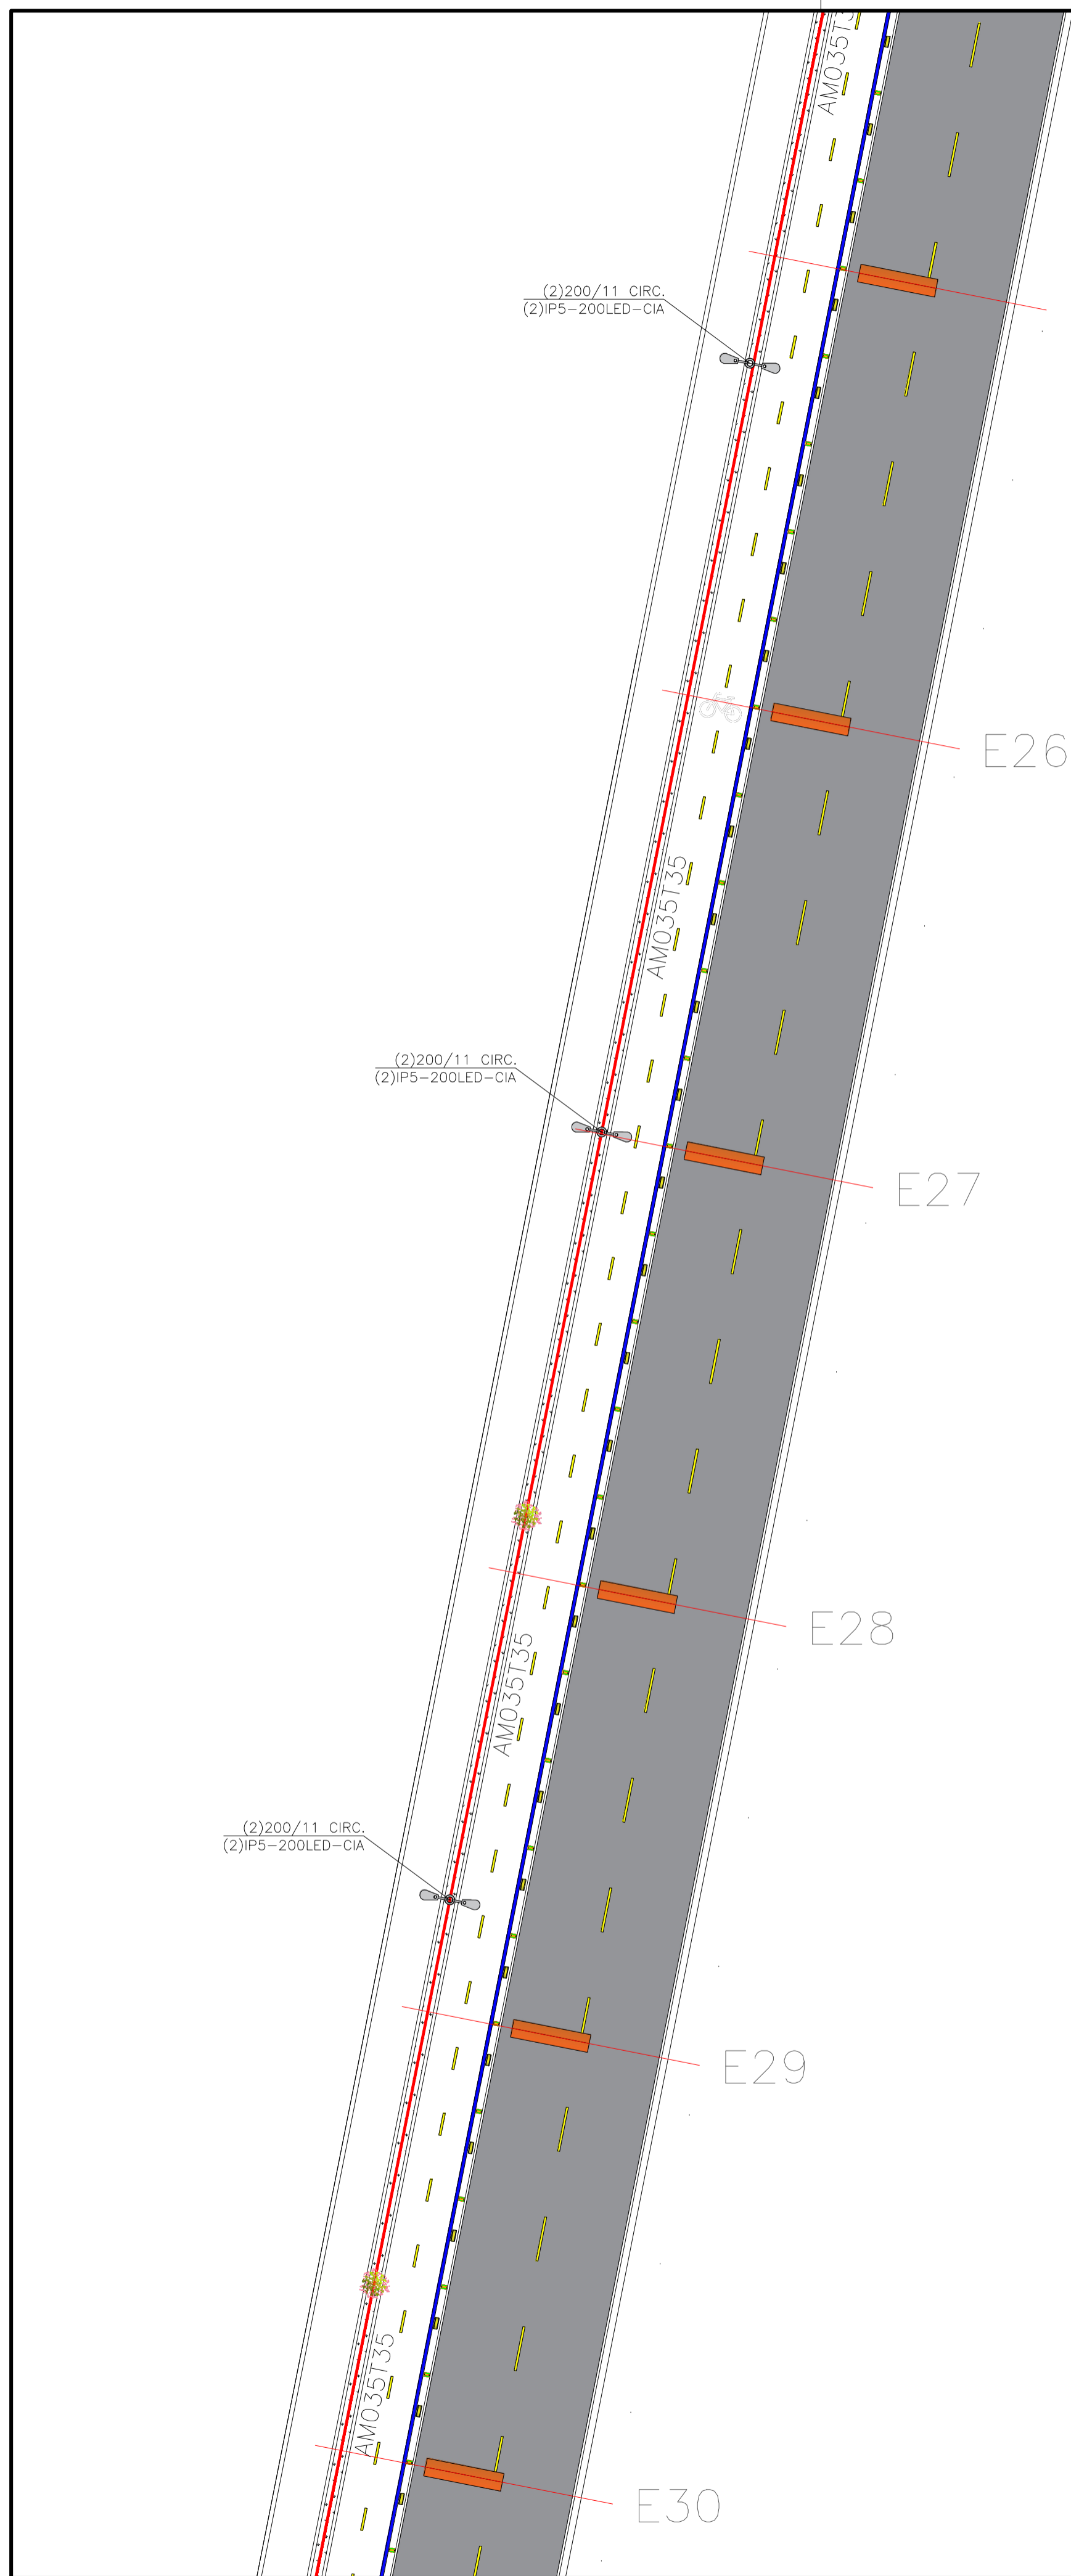 AM035T3
(2)200/11 CIRC.
(2)IP5-200LED-CIA
E26
AM035T35
(2)200/11 CIRC.
(2)IP5-200LED-CIA
E27
E28
AM035T35
(2)200/11 CIRC.
(2)IP5-200LED-CIA
E29
AM035T35
E30